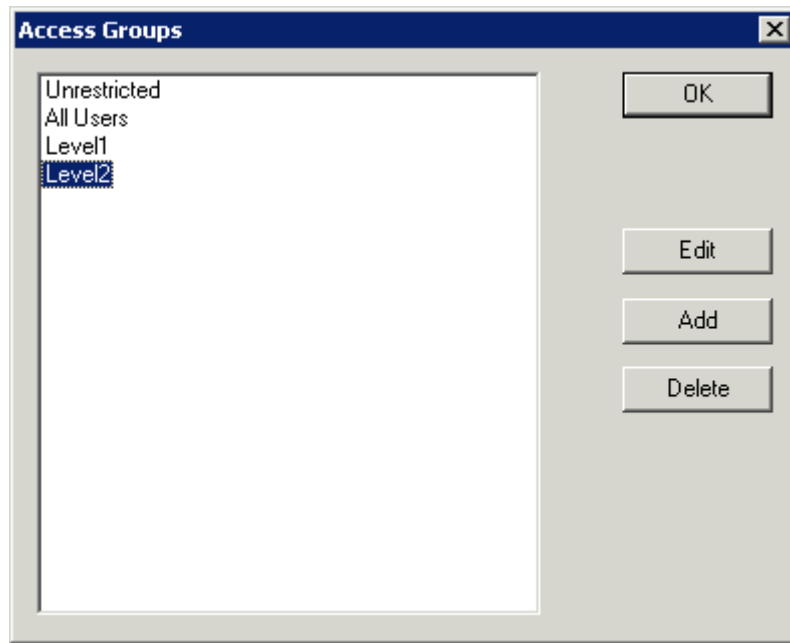 Access Groups
Unrestricted
All Users
Level1
Level2
OK
Edit
Add
Delete